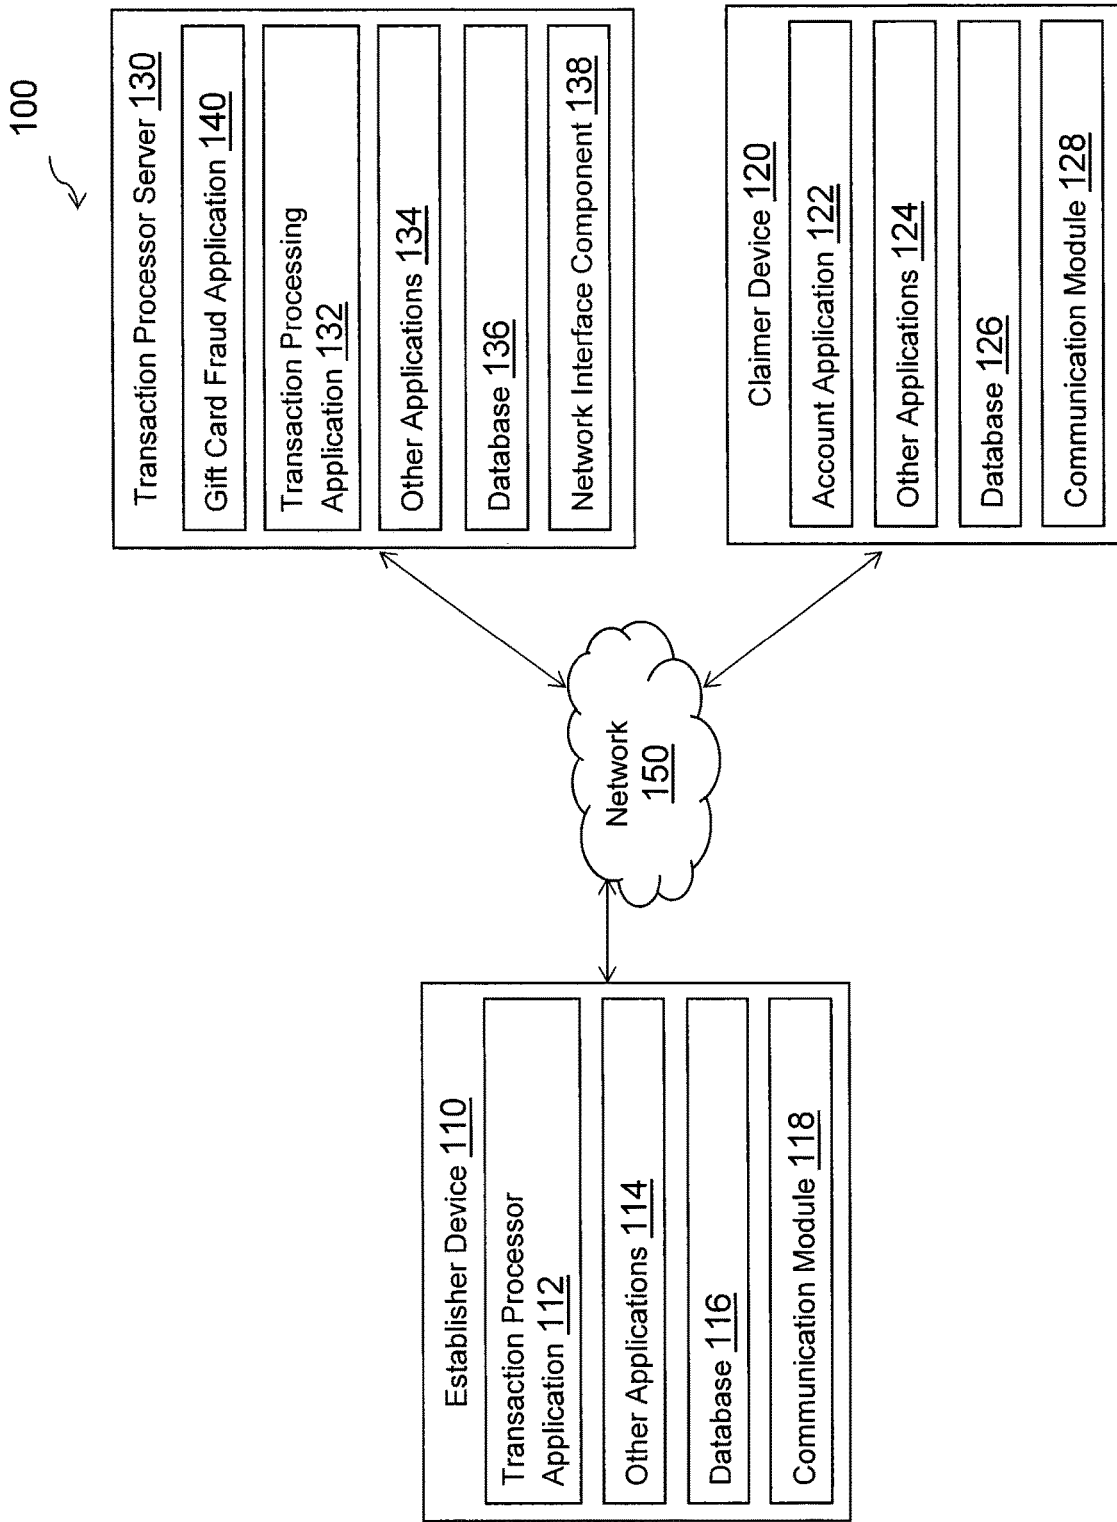 100
Transaction Processor Server 130
Gift Card Fraud Application 140
Transaction Processing
Application 132
Other Applications 134
Database 136
Network Interface Component 138
Establisher Device 110
Transaction Processor
Application 112
Other Applications 114
Database 116
Communication Module 118
Network
150
Claimer Device 120
Account Application 122
Other Applications 124
Database 126
Communication Module 128